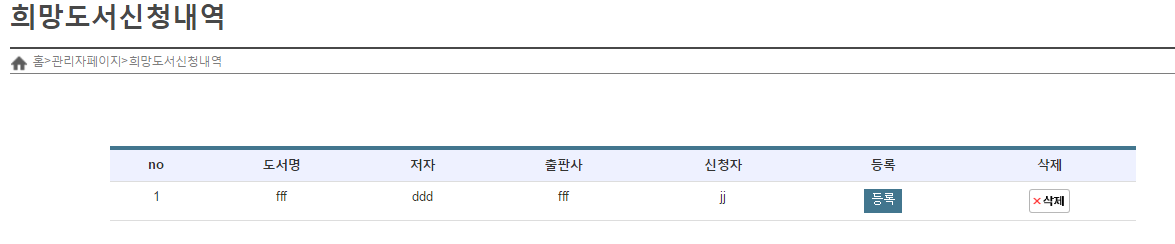 희망도서신청내역
홈>관리자페이지>희망도서신청내역
no 도서명 저자 출판사 신청자 등록 삭제
1 fff ddd fff jj 등록 ×삭제